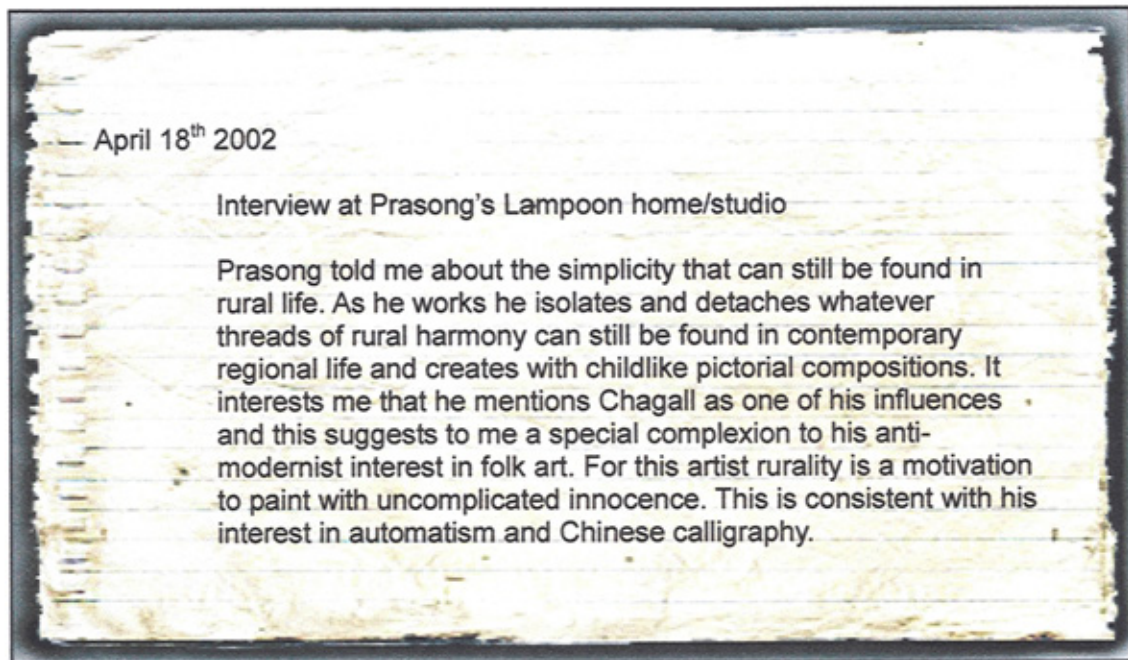 April 18th 2002
Interview at Prasong's Lampoon home/studio
Prasong told me about the simplicity that can still be found in
rural life. As he works he isolates and detaches whatever
threads of rural harmony can still be found in contemporary
regional life and creates with childlike pictorial compositions. It
interests me that he mentions Chagall as one of his influences
and this suggests to me a special complexion to his anti-
modernist interest in folk art. For this artist rurality is a motivation
to paint with uncomplicated innocence. This is consistent with his
interest in automatism and Chinese calligraphy.